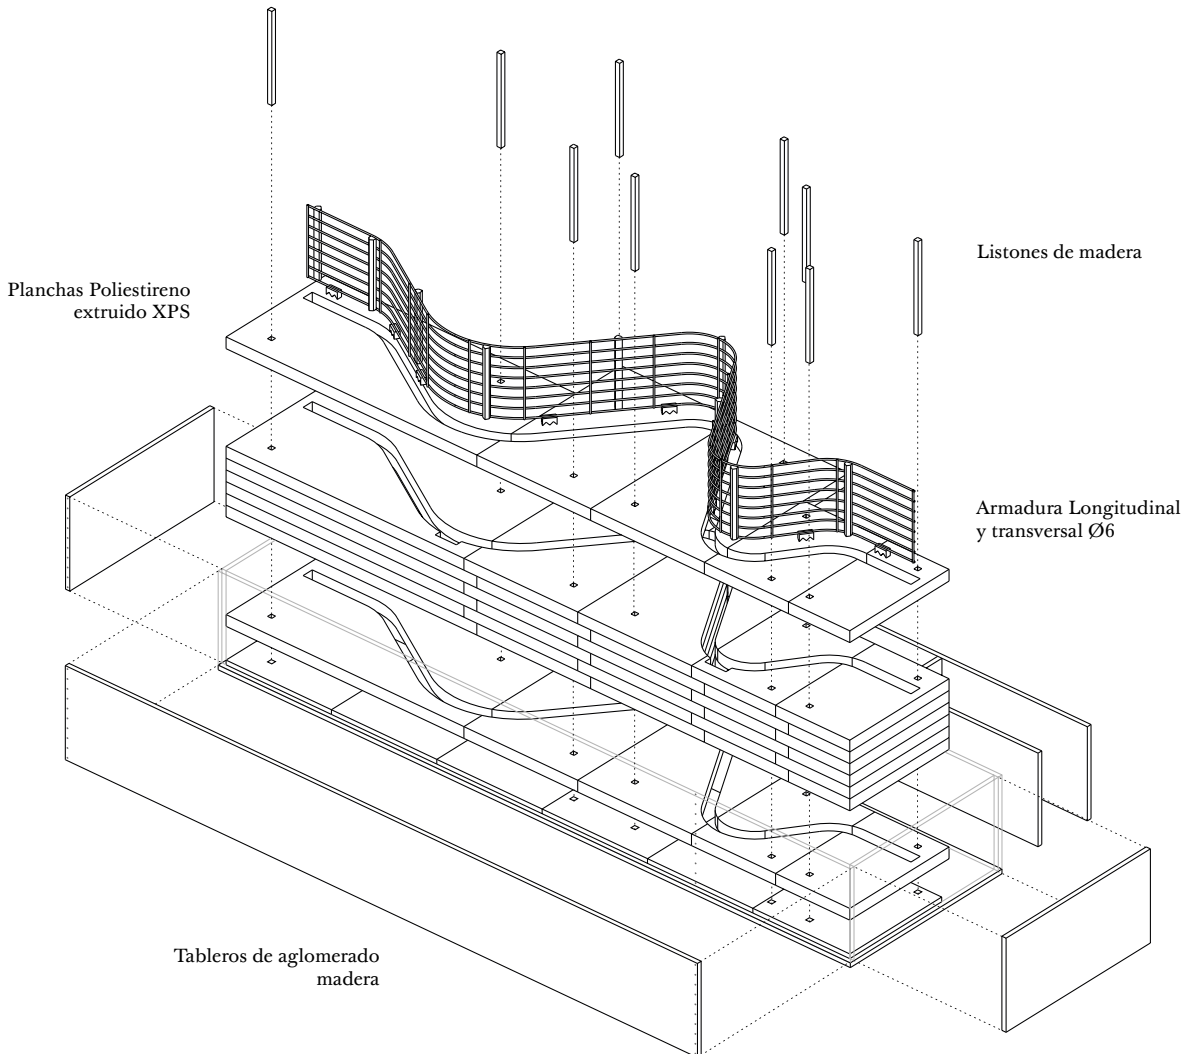 Listones de madera
Planchas Poliestireno
extruido XPS
Armadura Longitudinal
y transversal Ø6
Tableros de aglomerado
madera